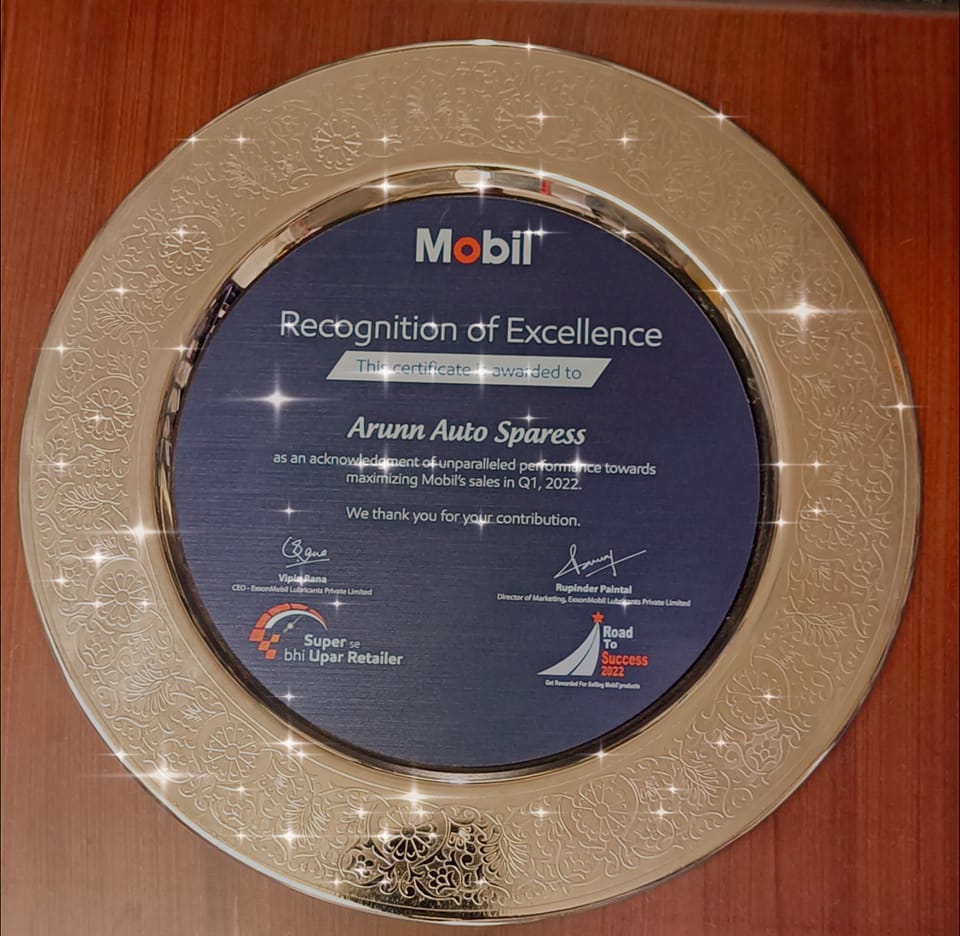 Mobil
Recognition of Excellence
This certificate is awarded to
Arunn Auto Sparess
as an acknowledgment of unparalleled performance towards
maximizing Mobil's sales in Q1, 2022.
We thank you for your contribution.
Vipin Rana
CEO - ExxonMobil Lubricants Private Limited
Rupinder Paintal
Director of Marketing, ExxonMobil Lubricants Private Limited
Super se
bhi Upar Retailer
Road
To
Success
2022
Get Rewarded For Selling Mobil products